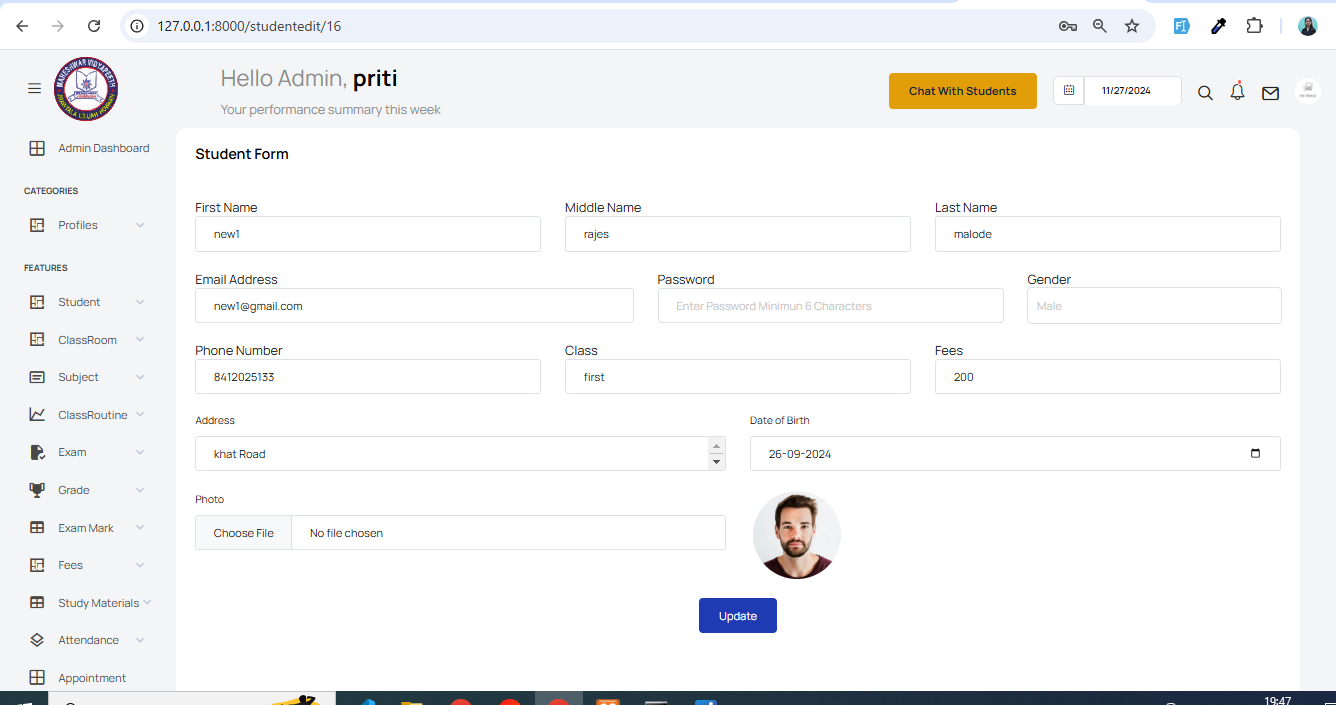 127.0.0.1:8000/studentedit/16
MAHESHWAR VIDYAPEETH
Hello Admin, priti
Your performance summary this week
Chat With Students
11/27/2024
Admin Dashboard
CATEGORIES
Profiles
FEATURES
Student
ClassRoom
Subject
ClassRoutine
Exam
Grade
Exam Mark
Fees
Study Materials
Attendance
Appointment
Student Form
First Name Middle Name Last Name
new1 rajes malode
Email Address Password Gender
new1@gmail.com Enter Password Minimun 6 Characters Male
Phone Number Class Fees
8412025133 first 200
Address Date of Birth
khat Road 26-09-2024
Photo
Choose File No file chosen
Update
19:47